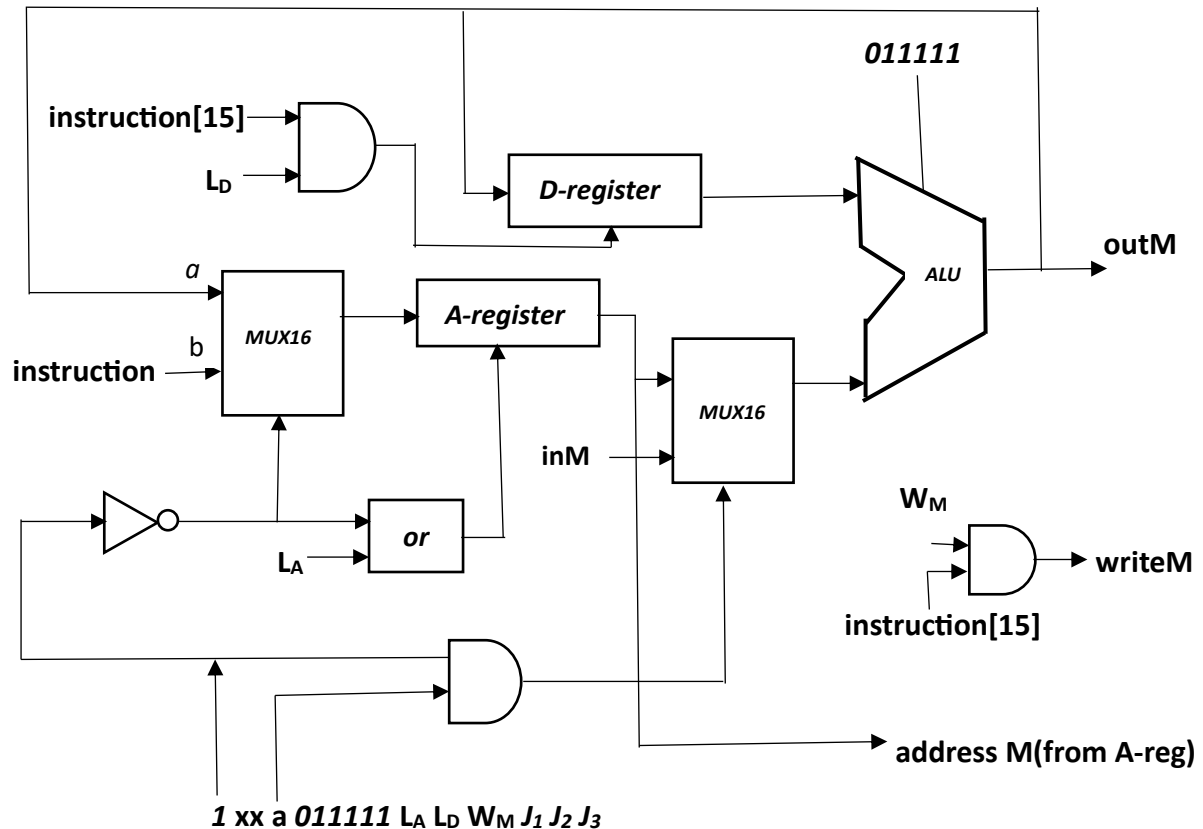 011111
instruction[15]
LD
D-register
outM
ALU
a
MUX16
A-register
b
instruction
MUX16
inM
WM
or
LA
writeM
instruction[15]
address M(from A-reg)
1 xx a 011111 LA LD WM J1 J2 J3